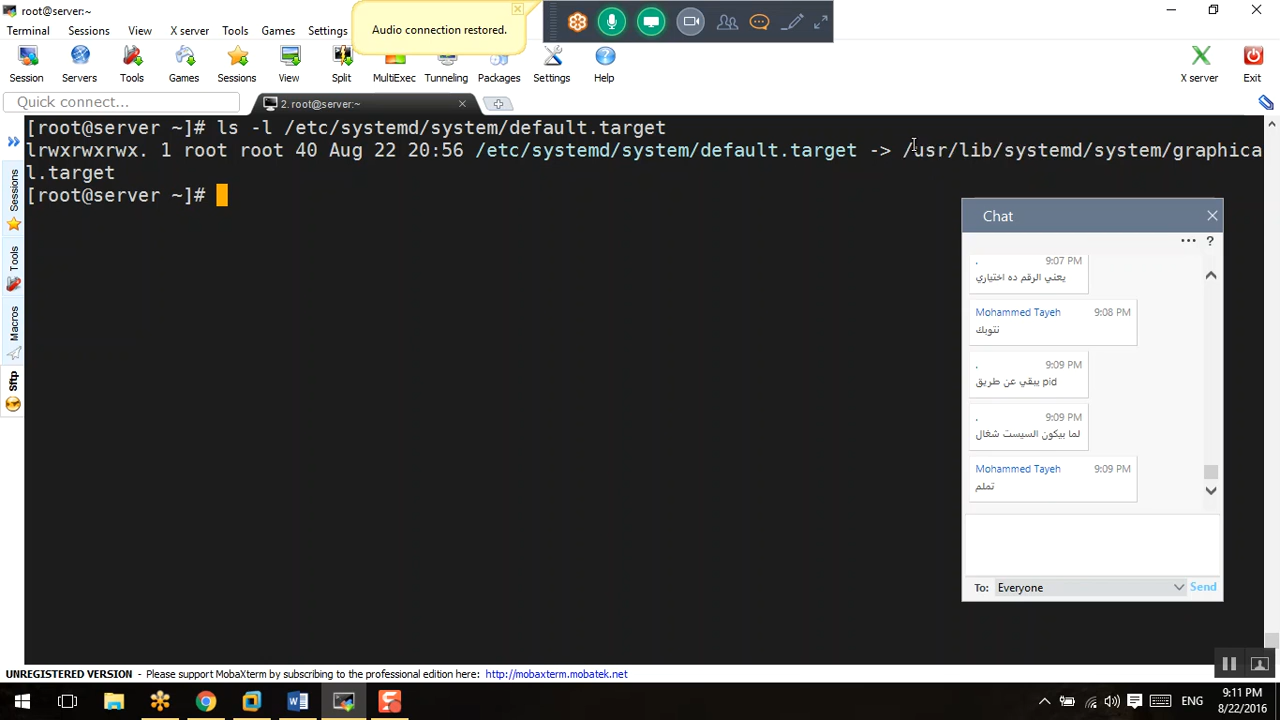 root@server:~
Terminal Sessions View X server Tools Games Settings
Audio connection restored.
Session Servers Tools Games Sessions View Split MultiExec Tunneling Packages Settings Help X server Exit
Quick connect...
2. root@server:~
[root@server ~]# ls -l /etc/systemd/system/default.target
lrwxrwxrwx. 1 root root 40 Aug 22 20:56 /etc/systemd/system/default.target -> /usr/lib/systemd/system/graphica
l.target
[root@server ~]#
Sessions
Tools
Macros
Sftp
Chat
?
. 9:07 PM
يعني الرقم ده اختياري
Mohammed Tayeh 9:08 PM
نتوبك
. 9:09 PM
يبقي عن طريق pid
. 9:09 PM
لما بيكون السيست شغال
Mohammed Tayeh 9:09 PM
تملم
To: Everyone Send
UNREGISTERED VERSION - Please support MobaXterm by subscribing to the professional edition here: http://mobaxterm.mobatek.net
ENG
9:11 PM
8/22/2016